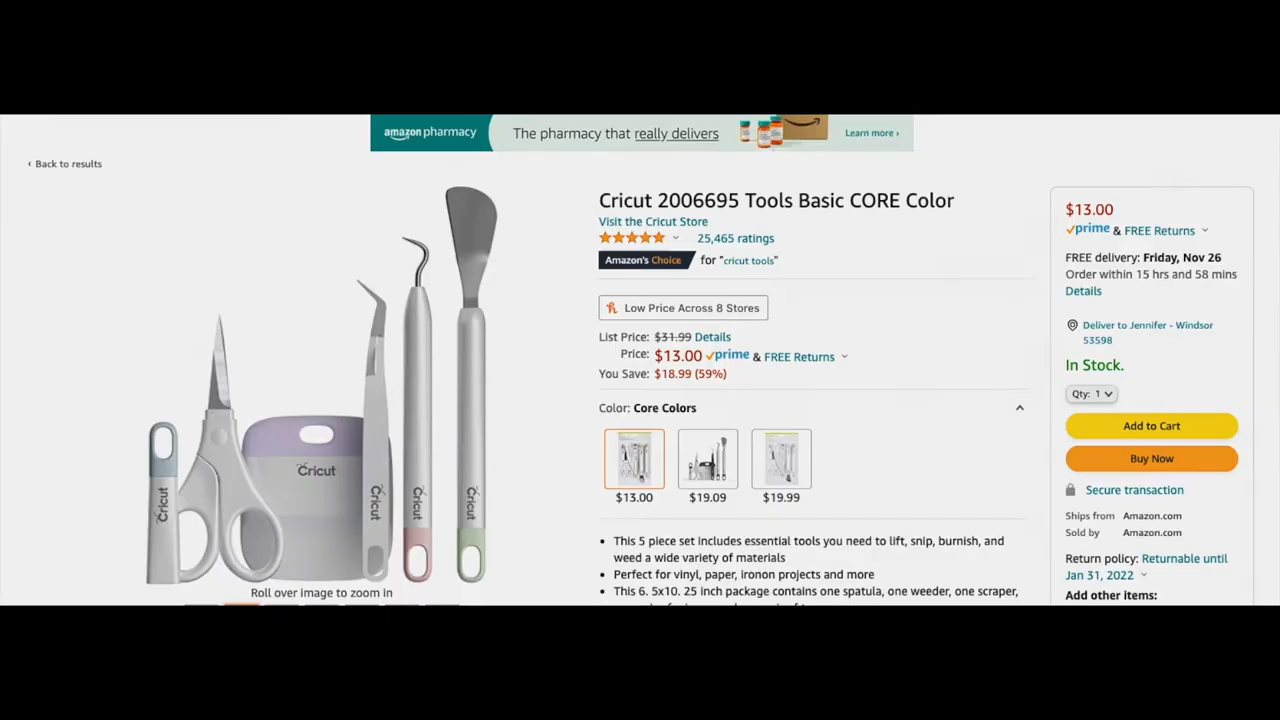 amazon pharmacy
The pharmacy that really delivers
Learn more ›
‹ Back to results
Cricut
Cricut
Cricut
Cricut
Cricut
Roll over image to zoom in
Cricut 2006695 Tools Basic CORE Color
Visit the Cricut Store
25,465 ratings
Amazon's Choice for "cricut tools"
Low Price Across 8 Stores
List Price: $31.99 Details
Price: $13.00 prime & FREE Returns
You Save: $18.99 (59%)
Color: Core Colors
$13.00 $19.09 $19.99
• This 5 piece set includes essential tools you need to lift, snip, burnish, and
weed a wide variety of materials
• Perfect for vinyl, paper, ironon projects and more
• This 6. 5x10. 25 inch package contains one spatula, one weeder, one scraper,
$13.00
prime & FREE Returns
FREE delivery: Friday, Nov 26
Order within 15 hrs and 58 mins
Details
Deliver to Jennifer - Windsor
53598
In Stock.
Qty: 1
Add to Cart
Buy Now
Secure transaction
Ships from Amazon.com
Sold by Amazon.com
Return policy: Returnable until
Jan 31, 2022
Add other items: